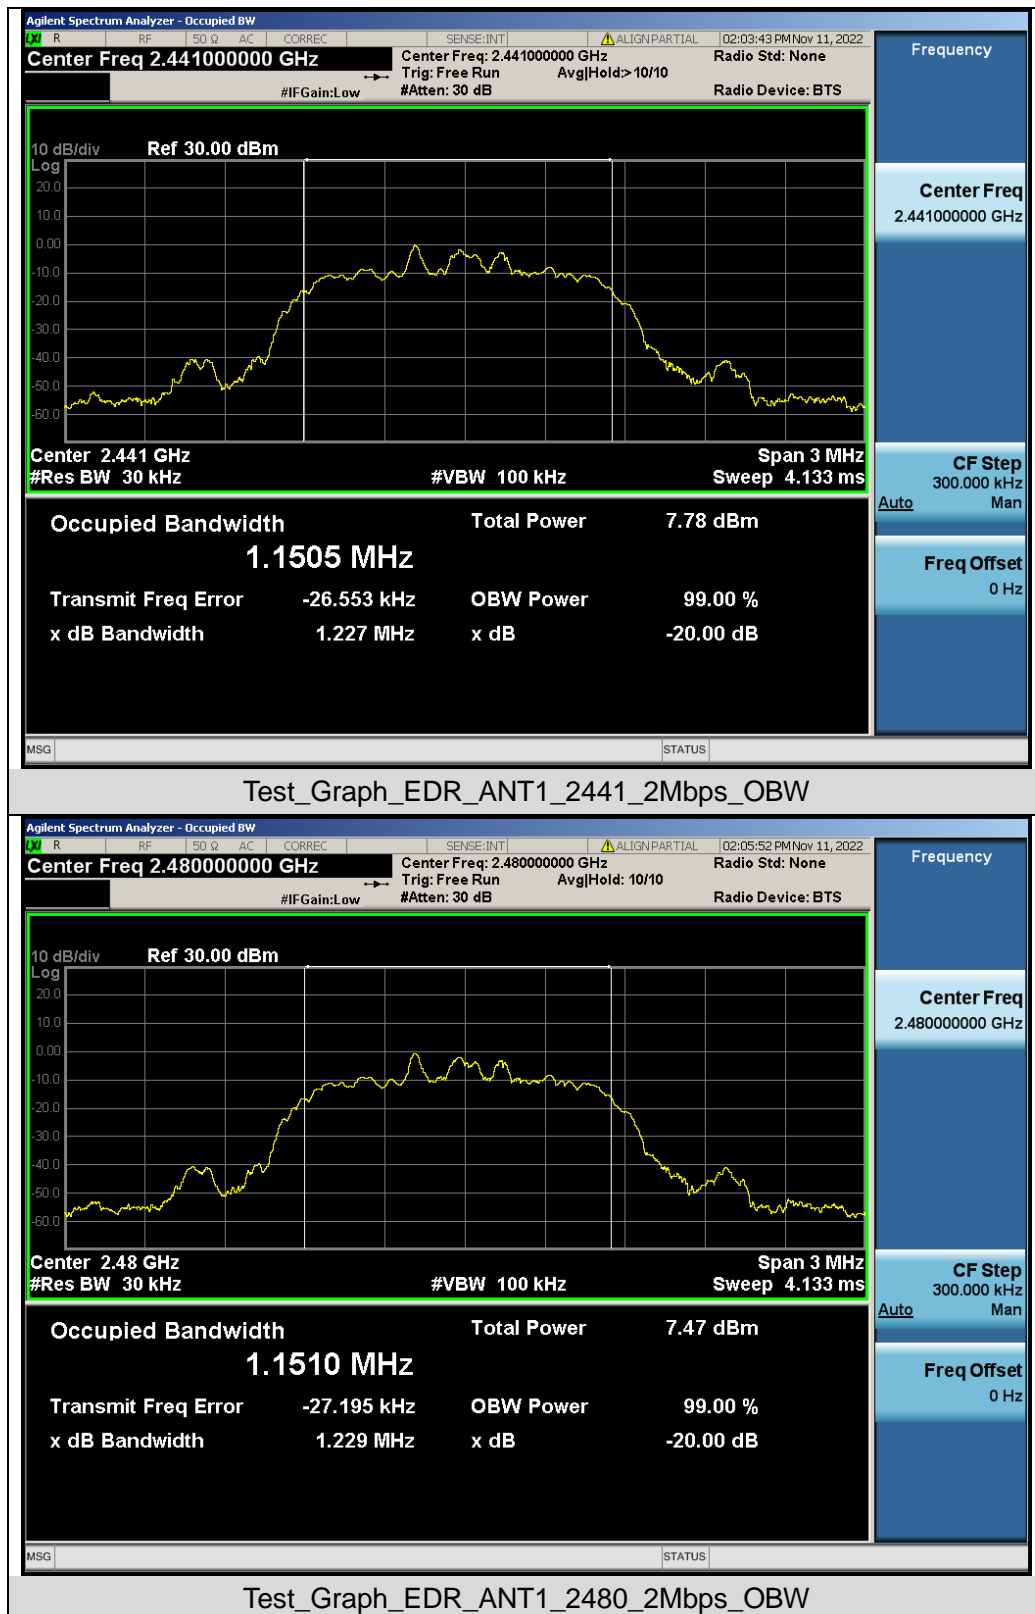 Agilent Spectrum Analyzer - Occupied BW
LXI R RF 50 Ω AC CORREC SENSE:INT ALIGN PARTIAL 02:03:43 PM Nov 11, 2022
Center Freq 2.441000000 GHz
Center Freq: 2.441000000 GHz
Radio Std: None
Trig: Free Run Avg|Hold:> 10/10
#IFGain:Low
#Atten: 30 dB
Radio Device: BTS
Frequency
10 dB/div Ref 30.00 dBm
Log
20.0
10.0
0.00
-10.0
-20.0
-30.0
-40.0
-50.0
-60.0
Center 2.441 GHz Span 3 MHz
#Res BW 30 kHz #VBW 100 kHz Sweep 4.133 ms
Center Freq
2.441000000 GHz
CF Step
300.000 kHz
Auto Man
Freq Offset
0 Hz
Occupied Bandwidth Total Power 7.78 dBm
1.1505 MHz
Transmit Freq Error -26.553 kHz OBW Power 99.00 %
x dB Bandwidth 1.227 MHz x dB -20.00 dB
MSG STATUS
Test_Graph_EDR_ANT1_2441_2Mbps_OBW
Agilent Spectrum Analyzer - Occupied BW
LXI R RF 50 Ω AC CORREC SENSE:INT ALIGN PARTIAL 02:05:52 PM Nov 11, 2022
Center Freq 2.480000000 GHz
Center Freq: 2.480000000 GHz
Radio Std: None
Trig: Free Run Avg|Hold: 10/10
#IFGain:Low
#Atten: 30 dB
Radio Device: BTS
Frequency
10 dB/div Ref 30.00 dBm
Log
20.0
10.0
0.00
-10.0
-20.0
-30.0
-40.0
-50.0
-60.0
Center 2.48 GHz Span 3 MHz
#Res BW 30 kHz #VBW 100 kHz Sweep 4.133 ms
Center Freq
2.480000000 GHz
CF Step
300.000 kHz
Auto Man
Freq Offset
0 Hz
Occupied Bandwidth Total Power 7.47 dBm
1.1510 MHz
Transmit Freq Error -27.195 kHz OBW Power 99.00 %
x dB Bandwidth 1.229 MHz x dB -20.00 dB
MSG STATUS
Test_Graph_EDR_ANT1_2480_2Mbps_OBW